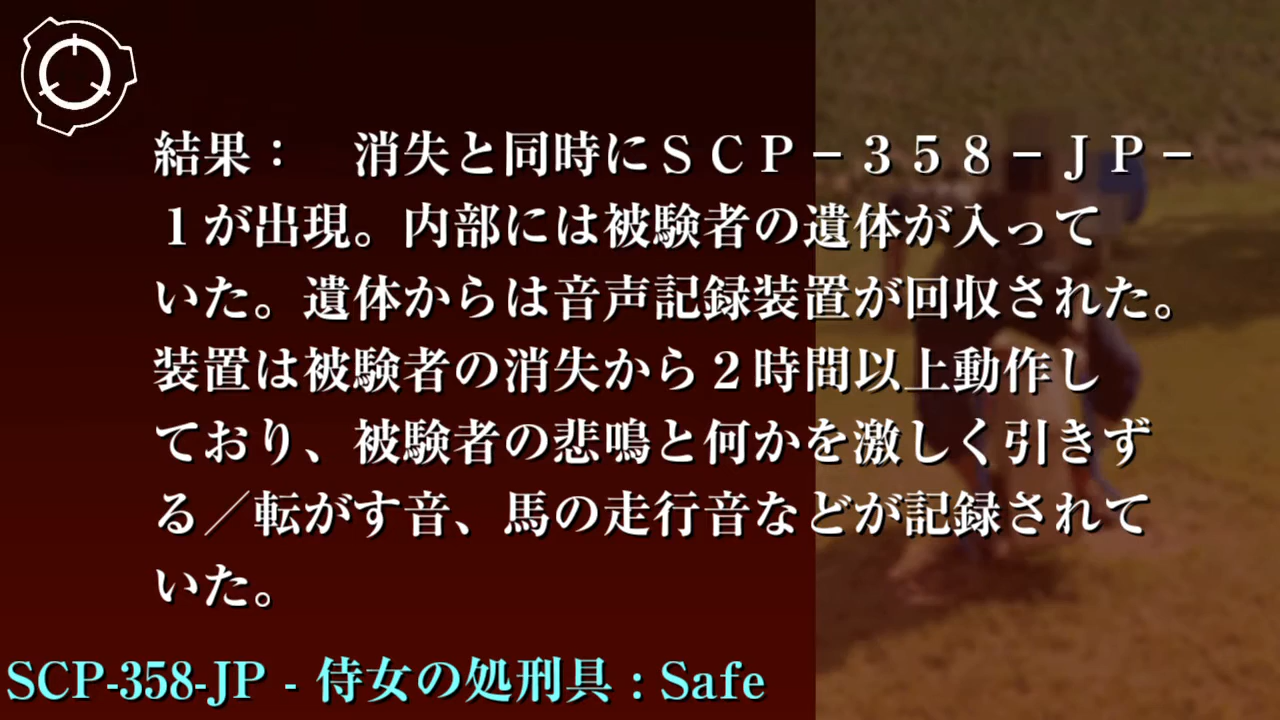 結果：　消失と同時にＳＣＰ－３５８－ＪＰ－
１が出現。内部には被験者の遺体が入って
いた。遺体からは音声記録装置が回収された。
装置は被験者の消失から２時間以上動作し
ており、被験者の悲鳴と何かを激しく引きず
る／転がす音、馬の走行音などが記録されて
いた。
SCP-358-JP - 侍女の処刑具 : Safe